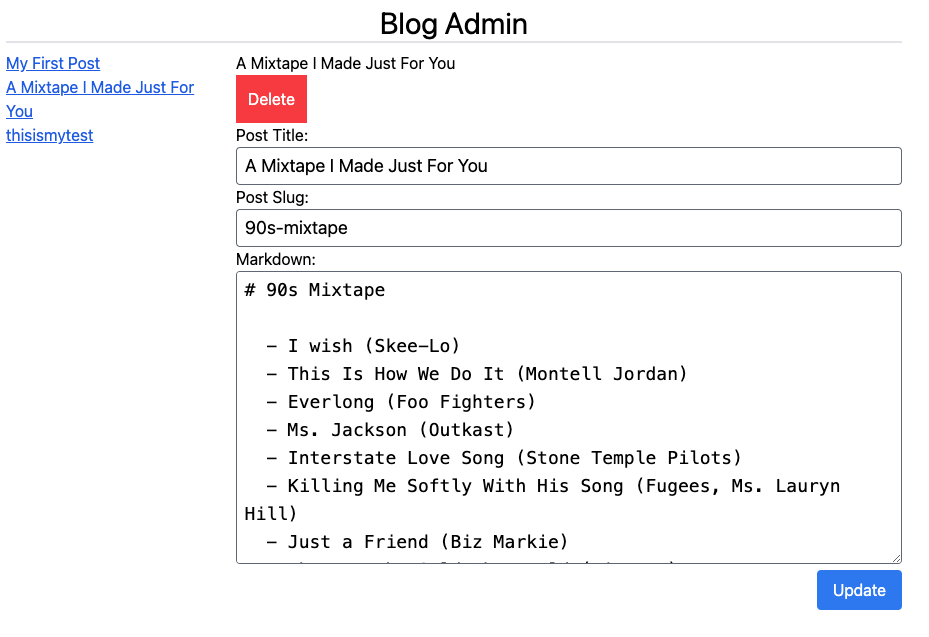 Blog Admin
My First Post
A Mixtape I Made Just For
You
thisismytest
A Mixtape I Made Just For You
Delete
Post Title:
A Mixtape I Made Just For You
Post Slug:
90s-mixtape
Markdown:
# 90s Mixtape
- I wish (Skee-Lo)
- This Is How We Do It (Montell Jordan)
- Everlong (Foo Fighters)
- Ms. Jackson (Outkast)
- Interstate Love Song (Stone Temple Pilots)
- Killing Me Softly With His Song (Fugees, Ms. Lauryn
Hill)
- Just a Friend (Biz Markie)
Update